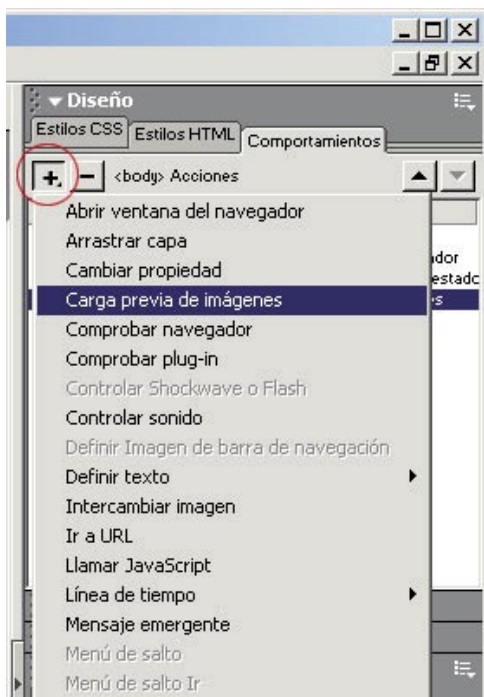 Diseño
Estilos CSS Estilos HTML Comportamientos
<body> Acciones
Abrir ventana del navegador
Arrastrar capa
Cambiar propiedad
Carga previa de imágenes
Comprobar navegador
Comprobar plug-in
Controlar Shockwave o Flash
Controlar sonido
Definir Imagen de barra de navegación
Definir texto
Intercambiar imagen
Ir a URL
Llamar JavaScript
Línea de tiempo
Mensaje emergente
Menú de salto
Menú de salto Ir